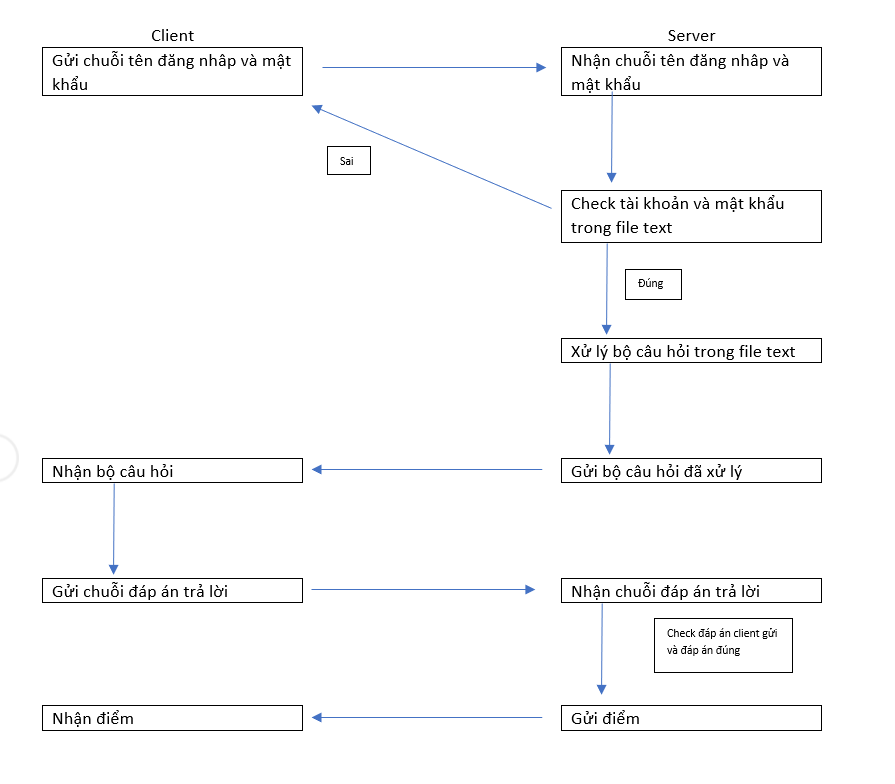 Client
Server
Gửi chuỗi tên đăng nhâp và mật
khẩu
Nhận chuỗi tên đăng nhâp và
mật khẩu
Sai
Check tài khoản và mật khẩu
trong file text
Đúng
Xử lý bộ câu hỏi trong file text
Nhận bộ câu hỏi
Gửi bộ câu hỏi đã xử lý
Gửi chuỗi đáp án trả lời
Nhận chuỗi đáp án trả lời
Check đáp án client gửi
và đáp án đúng
Nhận điểm
Gửi điểm